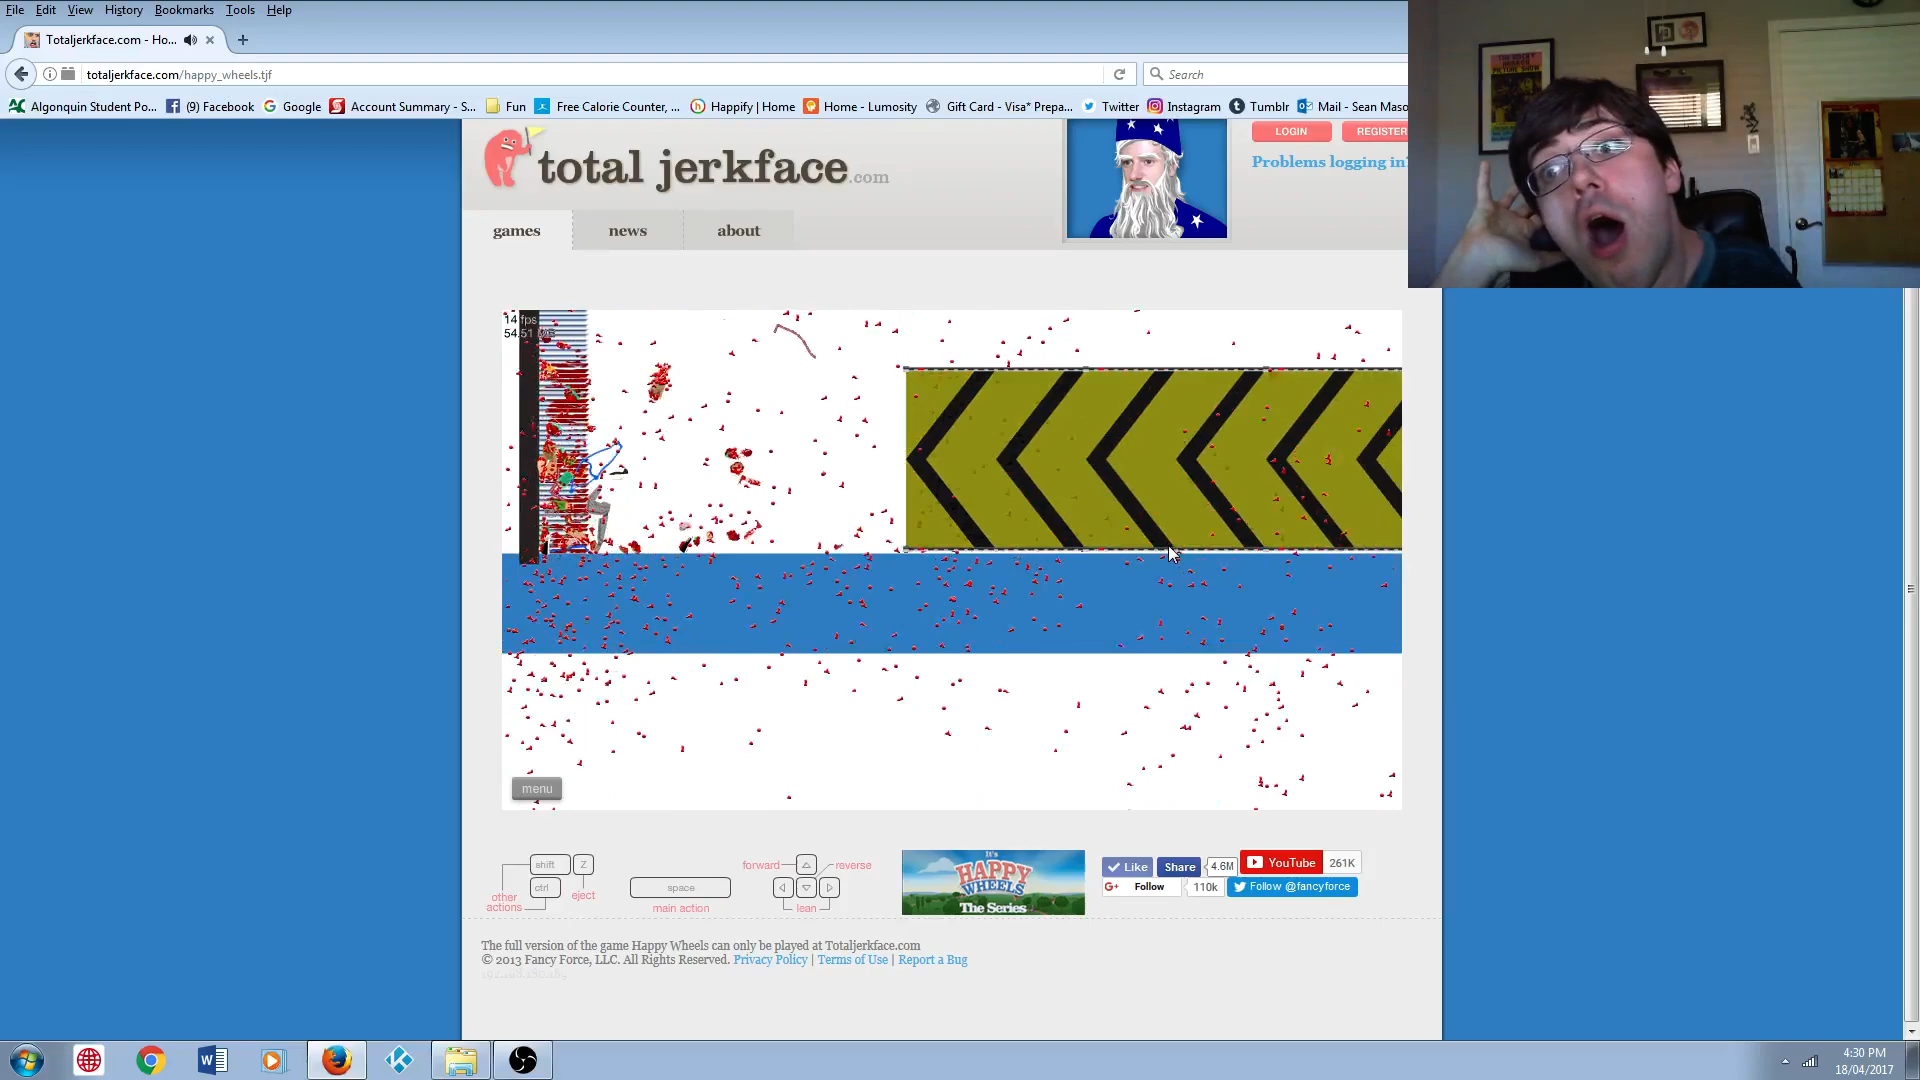 File Edit View History Bookmarks Tools Help
Totaljerkface.com - Ho...
totaljerkface.com/happy_wheels.tjf
Search
Algonquin Student Po... (9) Facebook Google Account Summary - S... Fun Free Calorie Counter, ... Happify | Home Home - Lumosity Gift Card - Visa* Prepa... Twitter Instagram Tumblr Mail - Sean Maso
total jerkface.com
LOGIN REGISTER
Problems logging in?
games news about
14 fps
menu
shift Z
ctrl
other actions
eject
space
main action
forward reverse
lean
It's
HAPPY
WHEELS
The Series
Like Share 4.6M YouTube 261K
G+ Follow 110k Follow @fancyforce
The full version of the game Happy Wheels can only be played at Totaljerkface.com
© 2013 Fancy Force, LLC. All Rights Reserved. Privacy Policy | Terms of Use | Report a Bug
4:30 PM
18/04/2017